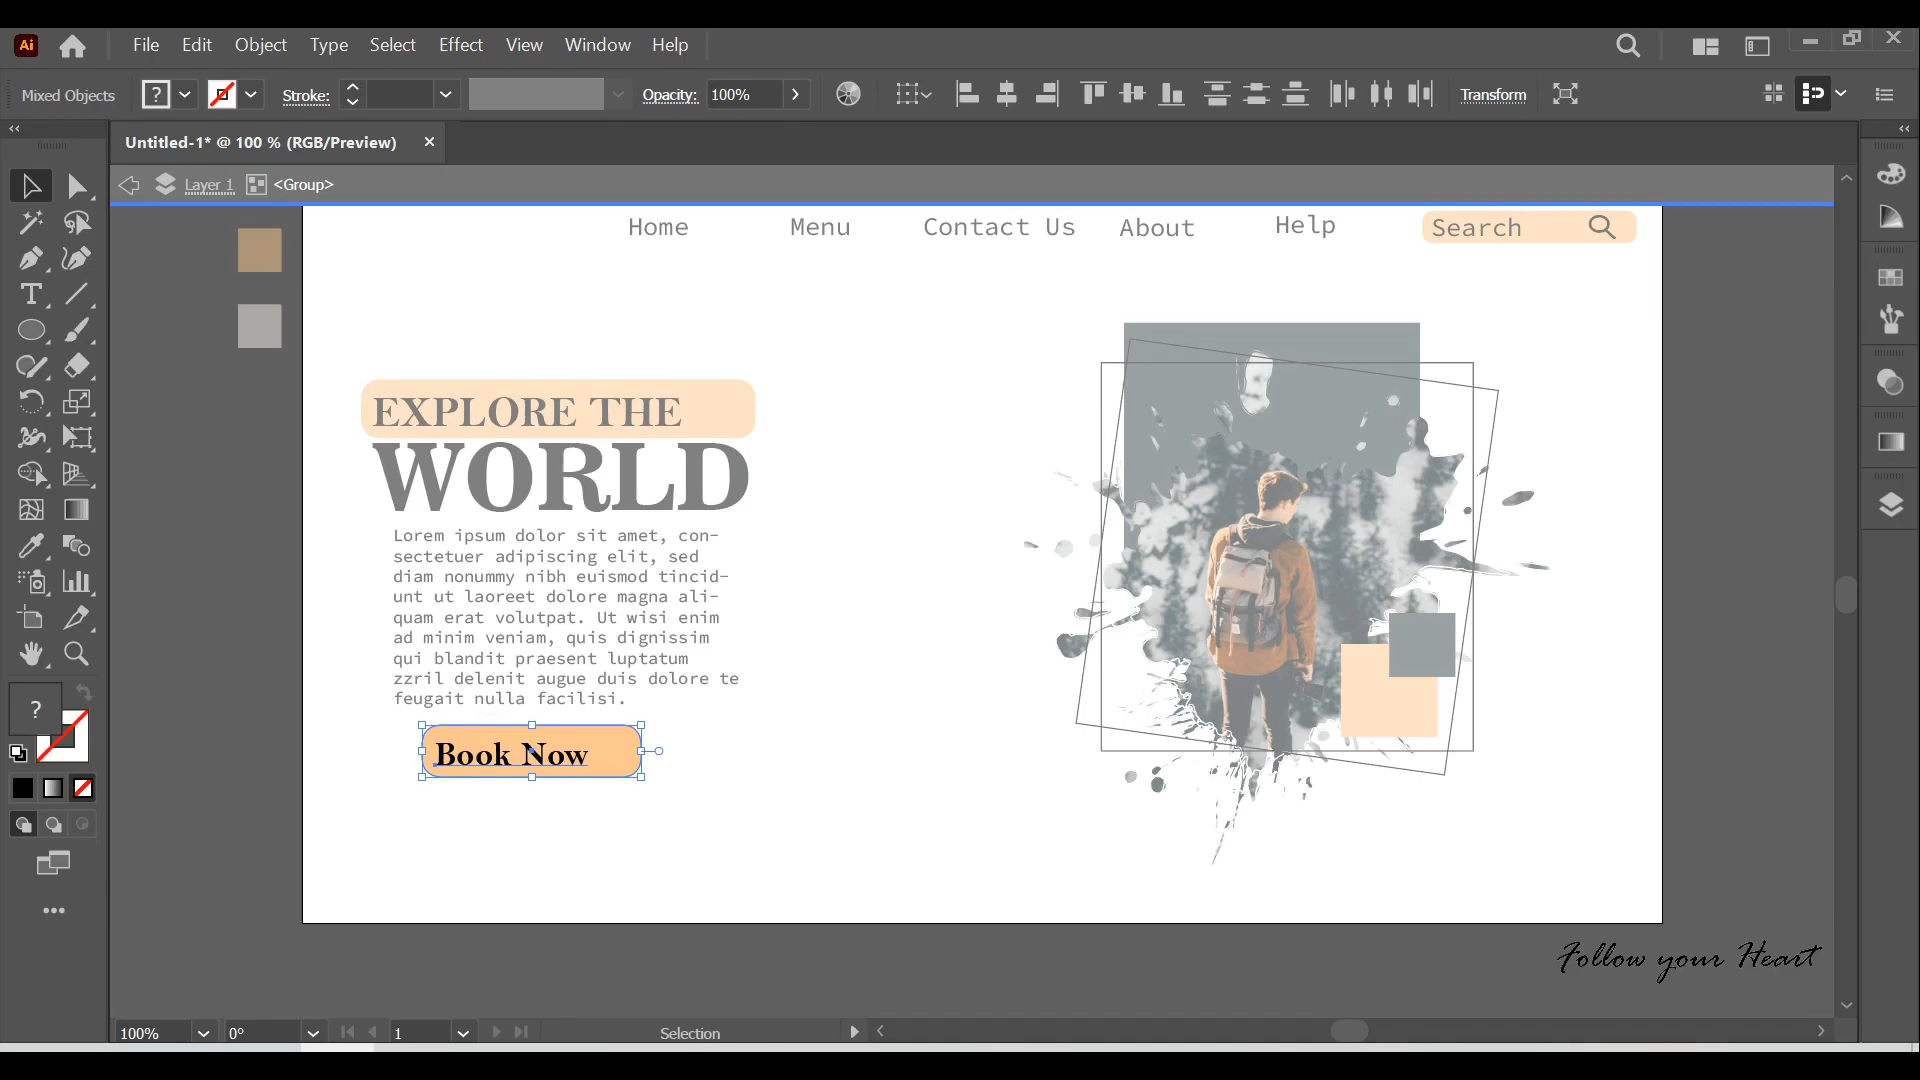 Ai
File Edit Object Type Select Effect View Window Help
Mixed Objects ? Stroke: Opacity: 100% Transform
Untitled-1* @ 100 % (RGB/Preview) ×
Layer 1 <Group>
Home Menu Contact Us About Help Search
EXPLORE THE
WORLD
Lorem ipsum dolor sit amet, con-
sectetuer adipiscing elit, sed
diam nonummy nibh euismod tincid-
unt ut laoreet dolore magna ali-
quam erat volutpat. Ut wisi enim
ad minim veniam, quis dignissim
qui blandit praesent luptatum
zzril delenit augue duis dolore te
feugait nulla facilisi.
?
Book Now
Follow your Heart
100% 0° 1 Selection